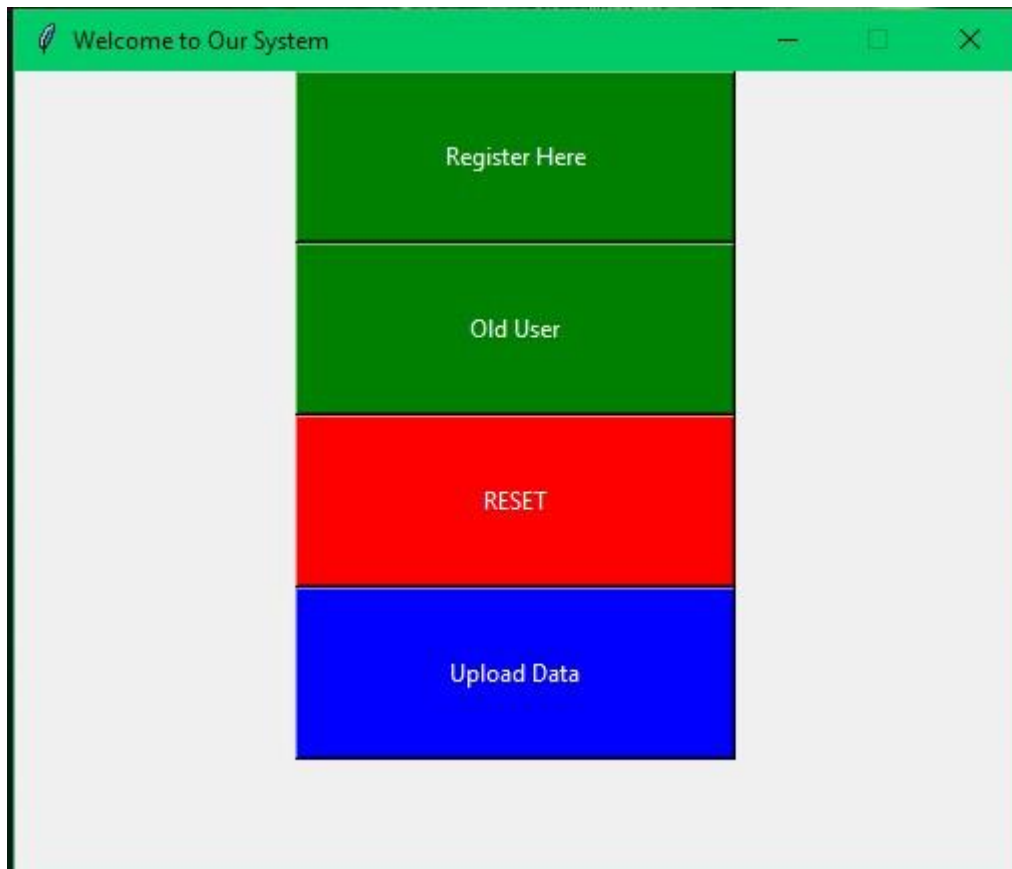 Welcome to Our System
Register Here
Old User
RESET
Upload Data